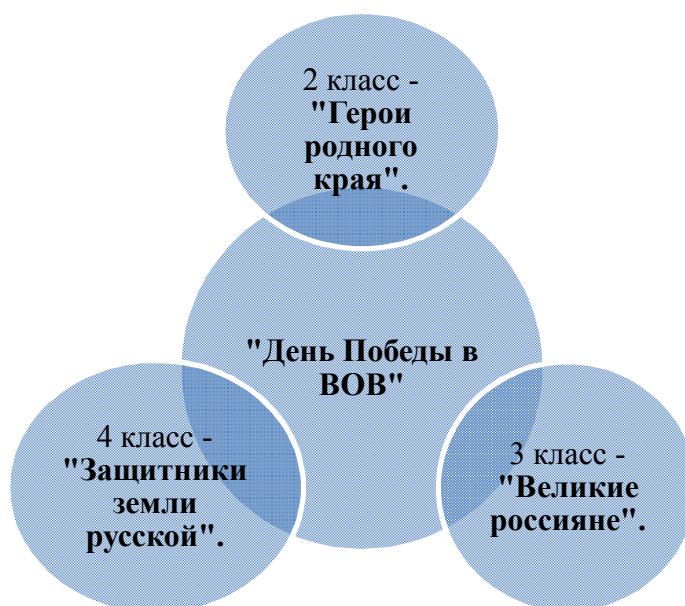 2 класс -
"Герои
родного
края".
"День Победы в
ВОВ"
4 класс -
"Защитники
земли
русской".
3 класс -
"Великие
россияне".